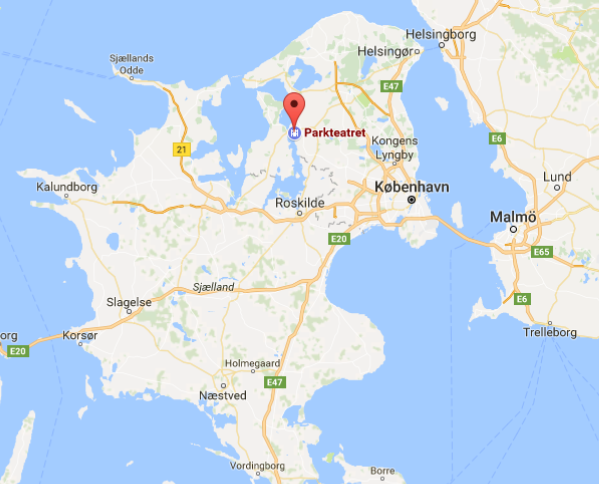 Helsingborg
Helsingør
Sjællands
Odde
E47
Parkteatret
E6
Kongens
Lyngby
21
Lund
Kalundborg
København
Roskilde
Malmö
E20
E65
Sjælland
Slagelse
E6
Korsør
Trelleborg
org
E20
Holmegaard
E47
Næstved
Vordingborg
Borre